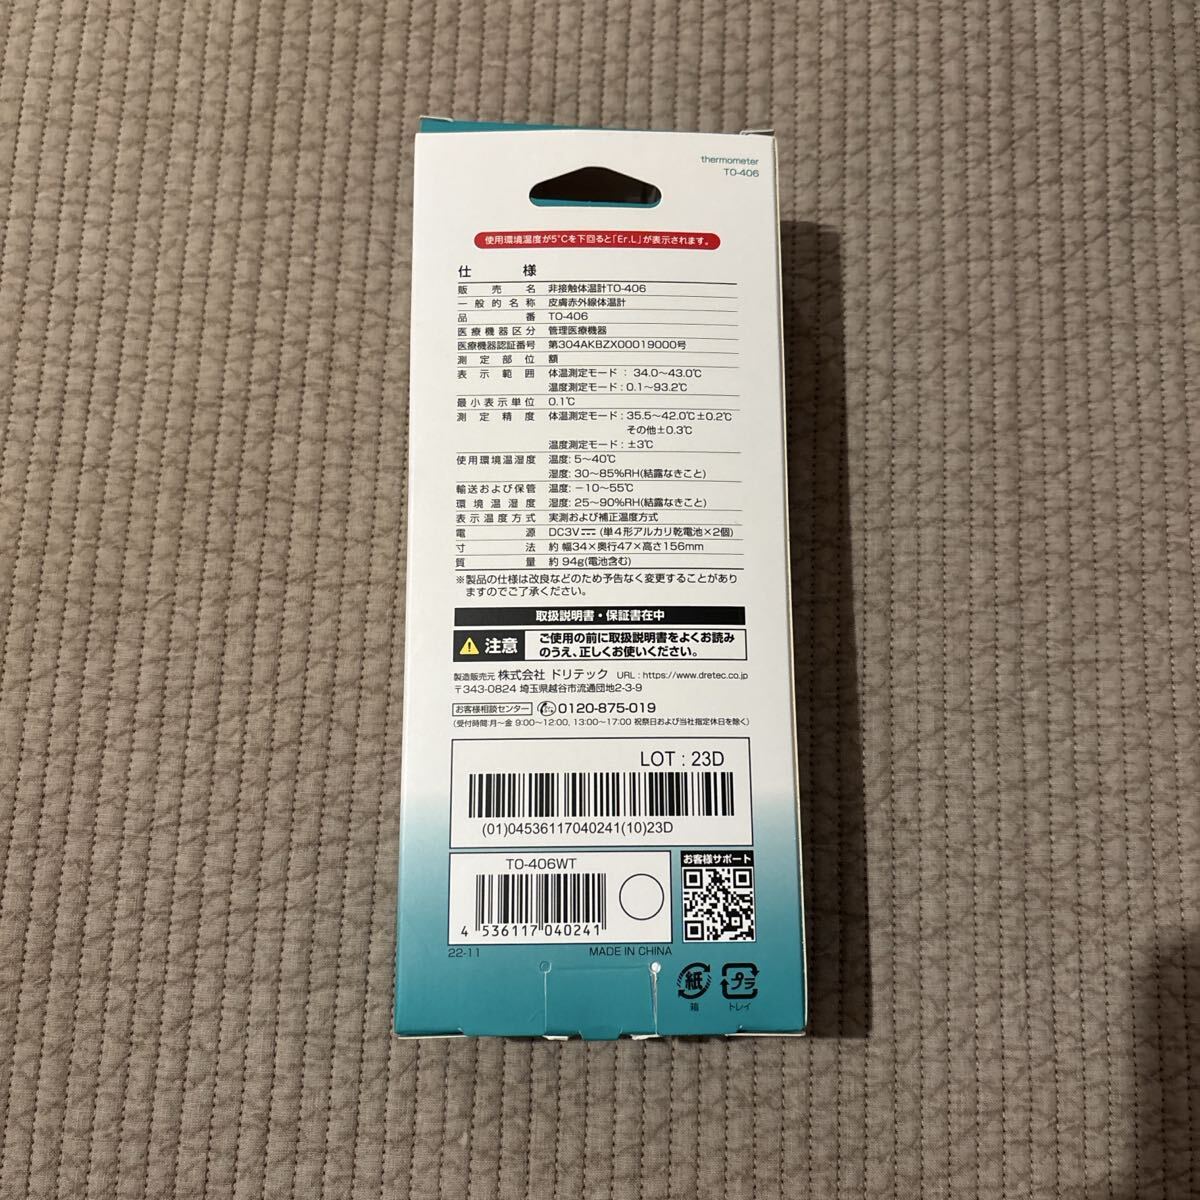 thermometer
TO-406
使用環境温度が5℃を下回ると「Er.L」が表示されます。
仕様
販売名 非接触体温計TO-406
一般的名称 皮膚赤外線体温計
品番 TO-406
医療機器区分 管理医療機器
医療機器認証番号 第304AKBZX00019000号
測定部位 額
表示範囲 体温測定モード : 34.0～43.0℃
温度測定モード : 0.1～93.2℃
最小表示単位 0.1℃
測定精度 体温測定モード : 35.5～42.0℃±0.2℃
その他±0.3℃
温度測定モード : ±3℃
使用環境温湿度 温度: 5～40℃
湿度: 30～85%RH(結露なきこと)
輸送および保管 温度: －10～55℃
環境温湿度 湿度: 25～90%RH(結露なきこと)
表示温度方式 実測および補正温度方式
電源 DC3V⎓ (単4形アルカリ乾電池×2個)
寸法 約 幅34×奥行47×高さ156mm
質量 約 94g(電池含む)
※製品の仕様は改良などのため予告なく変更することがあり
ますのでご了承ください。
取扱説明書・保証書在中
注意 ご使用の前に取扱説明書をよくお読み
のうえ、正しくお使いください。
製造販売元 株式会社 ドリテック URL : https://www.dretec.co.jp
〒343-0824 埼玉県越谷市流通団地2-3-9
お客様相談センター 0120-875-019
(受付時間:月～金 9:00～12:00, 13:00～17:00 祝祭日および当社指定休日を除く)
LOT : 23D
(01)04536117040241(10)23D
TO-406WT
4 536117 040241
お客様サポート
22-11 MADE IN CHINA
紙 プラ
箱 トレイ